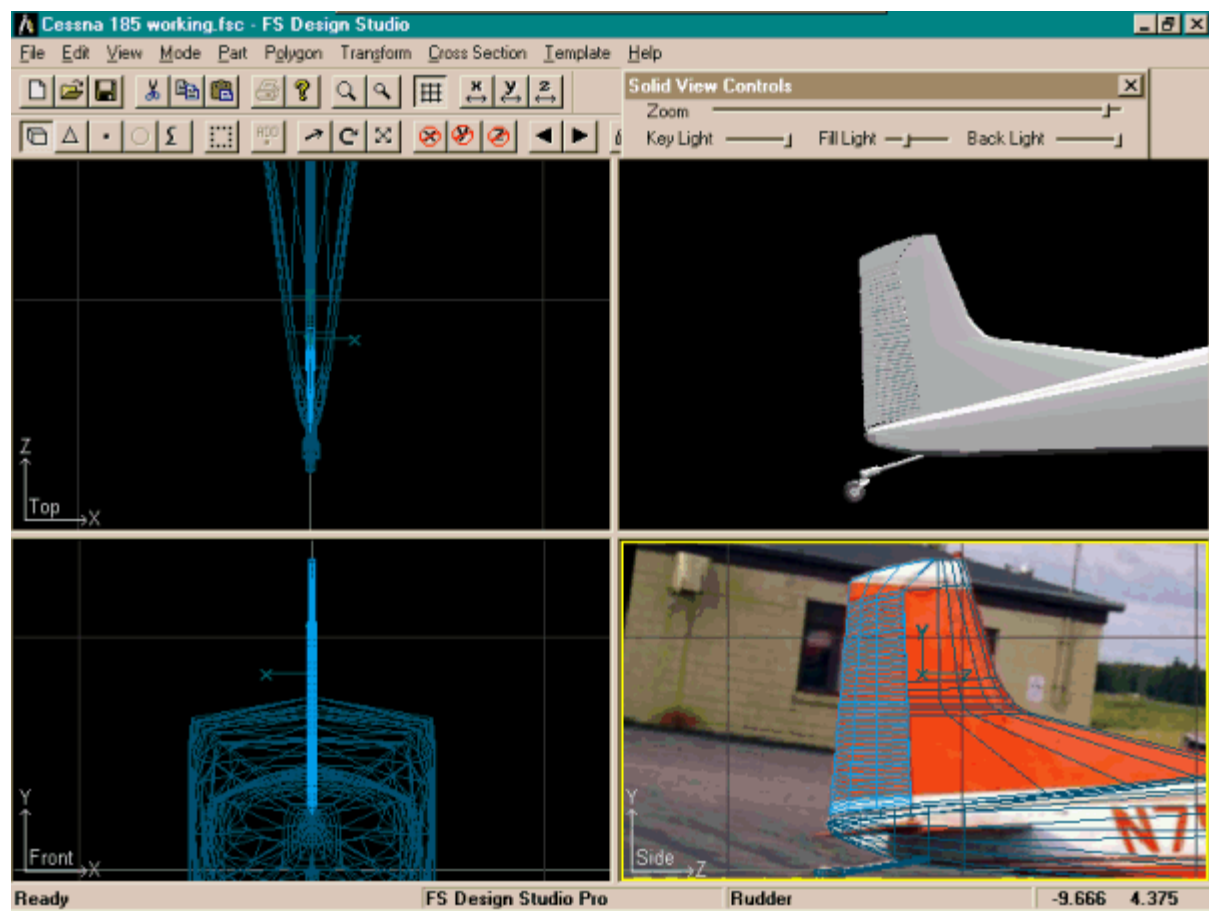 Cessna 185 working.fsc - FS Design Studio
File Edit View Mode Part Polygon Transform Cross Section Template Help
Solid View Controls
Zoom
Key Light Fill Light Back Light
x y z
ADD
x y z
Z
Top
X
X
Y
Front
X
X
Y
X Z
Y
Side
Z
N7
Ready FS Design Studio Pro Rudder -9.666 4.375